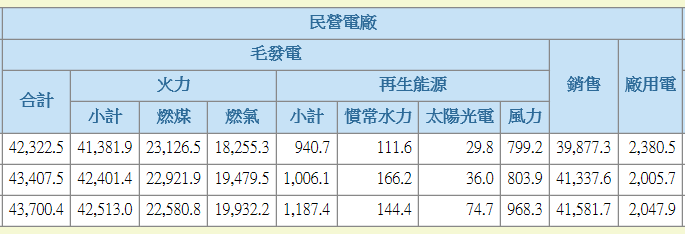 民營電廠
毛發電 銷售 廠用電
合計 火力 再生能源
小計 燃煤 燃氣 小計 慣常水力 太陽光電 風力
42,322.5 41,381.9 23,126.5 18,255.3 940.7 111.6 29.8 799.2 39,877.3 2,380.5
43,407.5 42,401.4 22,921.9 19,479.5 1,006.1 166.2 36.0 803.9 41,337.6 2,005.7
43,700.4 42,513.0 22,580.8 19,932.2 1,187.4 144.4 74.7 968.3 41,581.7 2,047.9